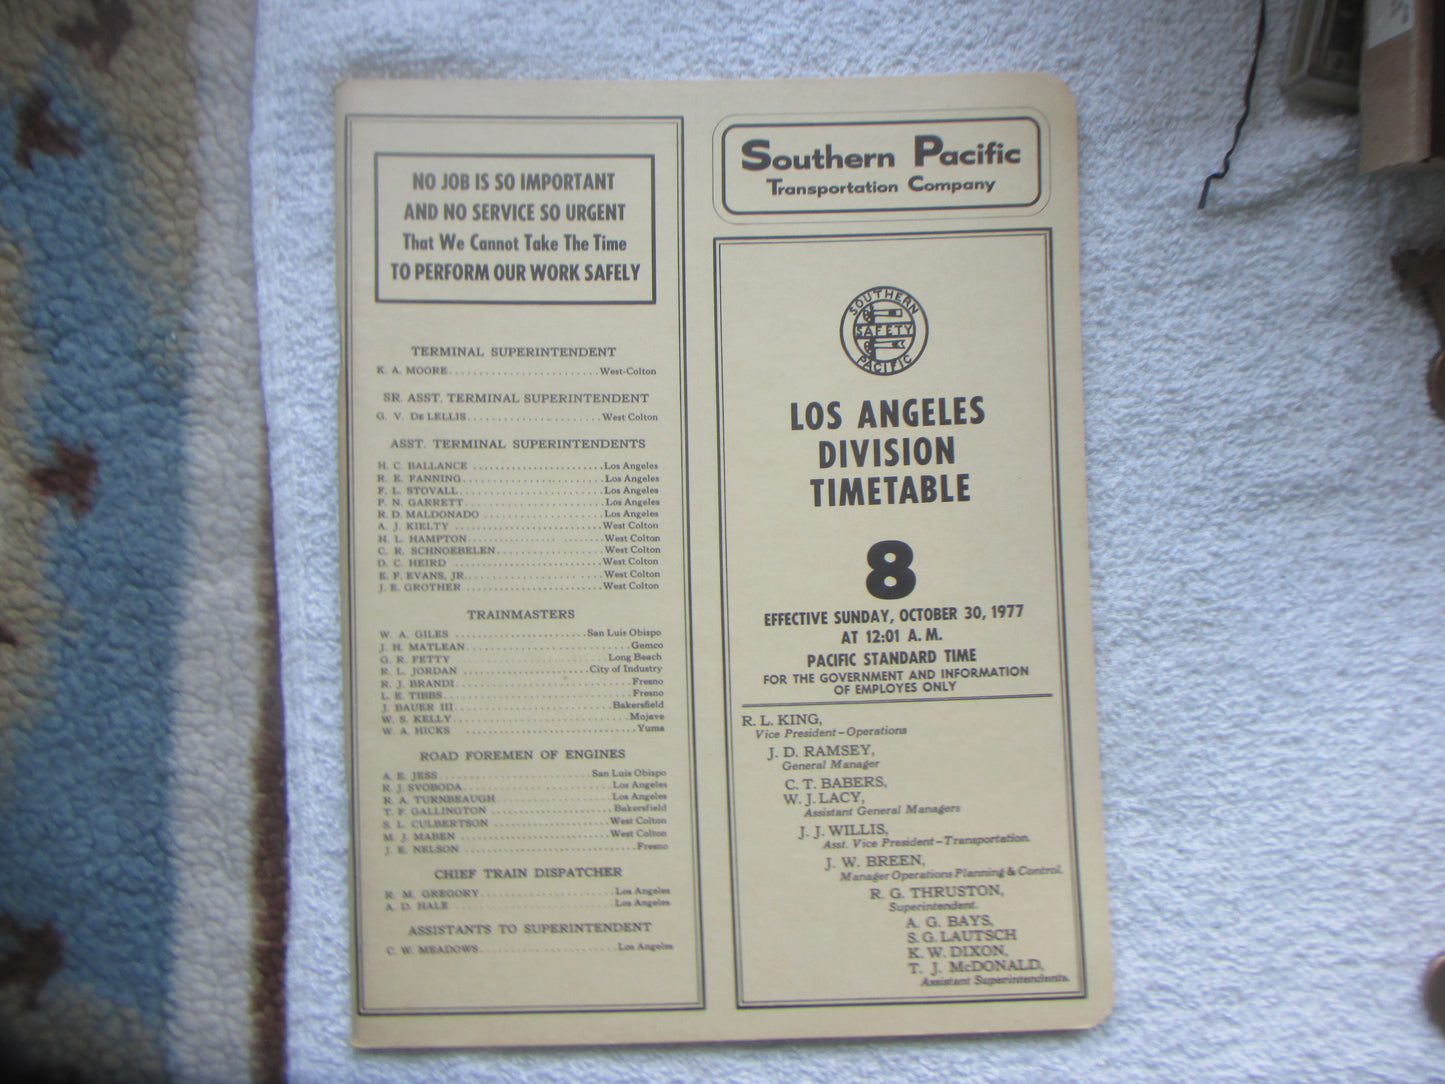 NO JOB IS SO IMPORTANT
AND NO SERVICE SO URGENT
That We Cannot Take The Time
TO PERFORM OUR WORK SAFELY
TERMINAL SUPERINTENDENT
K. A. MOORE........................West-Colton
SR. ASST. TERMINAL SUPERINTENDENT
G. V. DE LELLIS.....................West Colton
ASST. TERMINAL SUPERINTENDENTS
H. C. BALLANCE .....................Los Angeles
R. E. FANNING.......................Los Angeles
F. L. STOVALL.......................Los Angeles
P. N. GARRETT.......................Los Angeles
R. D. MALDONADO ...................Los Angeles
A. J. KIELTY ........................West Colton
H. L. HAMPTON...............  .......West Colton
C. R. SCHNOEBELEN.................West Colton
D. C. HEIRD .........................West Colton
E. F. EVANS, JR......................West Colton
J. E. GROTHER ......................West Colton
TRAINMASTERS
W. A. GILES .....................San Luis Obispo
J. H. MATLEAN...........................Gemco
G. R. FETTY .........................Long Beach
R. L. JORDAN .....................City of Industry
R. J. BRANDI.............................Fresno
L. E. TIBBS...............................Fresno
J. BAUER III..........................Bakersfield
W. S. KELLY.............................Mojave
W. A. HICKS ............................Yuma
ROAD FOREMEN OF ENGINES
A. E. JESS.........................San Luis Obispo
R. J. SVOBODA........................Los Angeles
R. A. TURNBEAUGH...................Los Angeles
T. F. GALLINGTON ....................Bakersfield
S. L. CULBERTSON ...................West Colton
M. J. MABEN ........................West Colton
J. E. NELSON ............................Fresno
CHIEF TRAIN DISPATCHER
R. M. GREGORY......................Los Angeles
A. D. HALE ..........................Los Angeles
ASSISTANTS TO SUPERINTENDENT
C. W. MEADOWS......................Los Angeles
Southern Pacific
Transportation Company
SOUTHERN
SAFETY
PACIFIC
LOS ANGELES
DIVISION
TIMETABLE
8
EFFECTIVE SUNDAY, OCTOBER 30, 1977
AT 12:01 A. M.
PACIFIC STANDARD TIME
FOR THE GOVERNMENT AND INFORMATION
OF EMPLOYES ONLY
R. L. KING,
Vice President—Operations
J. D. RAMSEY,
General Manager
C. T. BABERS,
W. J. LACY,
Assistant General Managers
J. J. WILLIS,
Asst. Vice President—Transportation.
J. W. BREEN,
Manager Operations Planning & Control.
R. G. THRUSTON,
Superintendent.
A. G. BAYS,
S. G. LAUTSCH
K. W. DIXON,
T. J. McDONALD,
Assistant Superintendents.